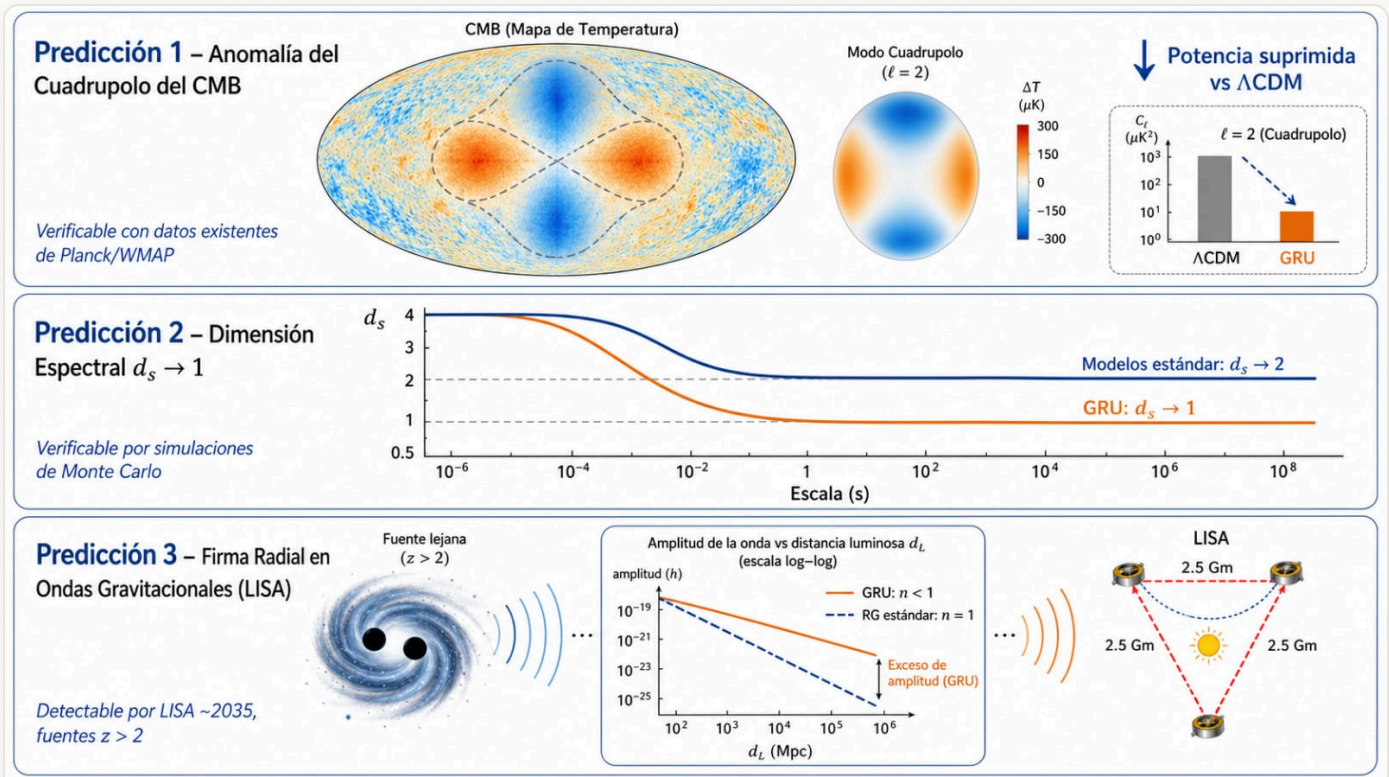 Predicción 1 – Anomalía del
Cuadrupolo del CMB
Verificable con datos existentes
de Planck/WMAP
CMB (Mapa de Temperatura)
Modo Cuadrupolo
(ℓ = 2)
ΔT
(μK)
300
150
0
−150
−300
Potencia suprimida
vs ΛCDM
Cℓ
(μK²)
ℓ = 2 (Cuadrupolo)
10³
10²
10¹
10⁰
ΛCDM
GRU
Predicción 2 – Dimensión
Espectral dₛ → 1
Verificable por simulaciones
de Monte Carlo
dₛ
4
3
2
1
0.5
Modelos estándar: dₛ → 2
GRU: dₛ → 1
10⁻⁶ 10⁻⁴ 10⁻² 1 10² 10⁴ 10⁶ 10⁸
Escala (s)
Predicción 3 – Firma Radial en
Ondas Gravitacionales (LISA)
Detectable por LISA ~2035,
fuentes z > 2
Fuente lejana
(z > 2)
...
Amplitud de la onda vs distancia luminosa d_L
(escala log–log)
amplitud (h)
GRU: n < 1
RG estándar: n = 1
10⁻¹⁹
10⁻²¹
10⁻²³
10⁻²⁵
Exceso de
amplitud (GRU)
10² 10³ 10⁴ 10⁵ 10⁶
d_L (Mpc)
...
LISA
2.5 Gm
2.5 Gm
2.5 Gm